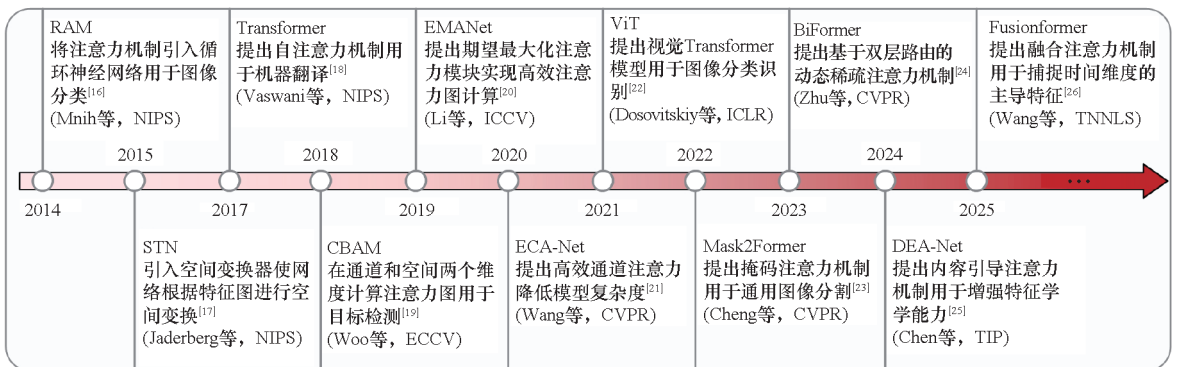 RAM
将注意力机制引入循
环神经网络用于图像
分类[16]
(Mnih等，NIPS)
Transformer
提出自注意力机制用
于机器翻译[18]
(Vaswani等，NIPS)
EMANet
提出期望最大化注意
力模块实现高效注意
力图计算[20]
(Li等，ICCV)
ViT
提出视觉Transformer
模型用于图像分类识
别[22]
(Dosovitskiy等, ICLR)
BiFormer
提出基于双层路由的
动态稀疏注意力机制[24]
(Zhu等, CVPR)
Fusionformer
提出融合注意力机制
用于捕捉时间维度的
主导特征[26]
(Wang等，TNNLS)
2015
2018
2020
2022
2024
...
2014
2017
2019
2021
2023
2025
STN
引入空间变换器使网
络根据特征图进行空
间变换[17]
(Jaderberg等，NIPS)
CBAM
在通道和空间两个维
度计算注意力图用于
目标检测[19]
(Woo等，ECCV)
ECA-Net
提出高效通道注意力
降低模型复杂度[21]
(Wang等，CVPR)
Mask2Former
提出掩码注意力机制
用于通用图像分割[23]
(Cheng等，CVPR)
DEA-Net
提出内容引导注意力
机制用于增强特征学
学能力[25]
(Chen等，TIP)